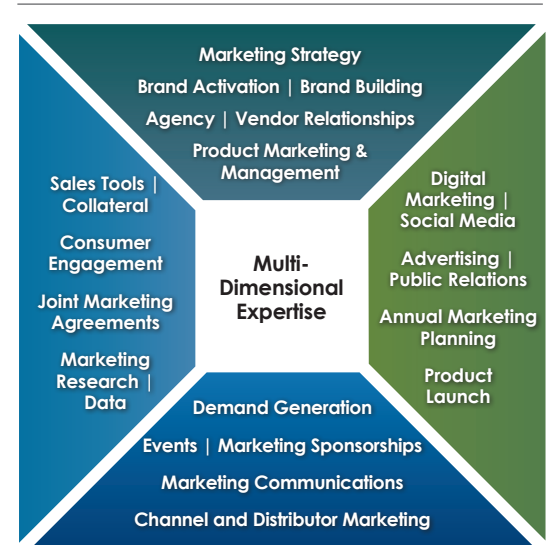 Marketing Strategy
Brand Activation | Brand Building
Agency | Vendor Relationships
Product Marketing &
Management
Sales Tools |
Collateral
Consumer
Engagement
Joint Marketing
Agreements
Marketing
Research |
Data
Multi-
Dimensional
Expertise
Digital
Marketing |
Social Media
Advertising |
Public Relations
Annual Marketing
Planning
Product
Launch
Demand Generation
Events | Marketing Sponsorships
Marketing Communications
Channel and Distributor Marketing